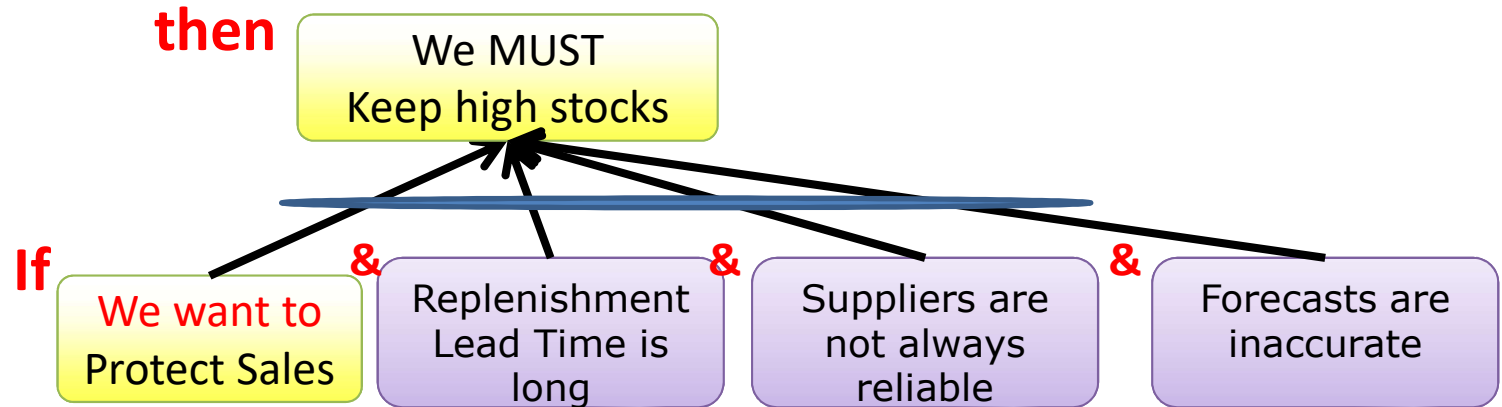 then
We MUST
Keep high stocks
If
We want to
Protect Sales
&
Replenishment
Lead Time is
long
&
Suppliers are
not always
reliable
&
Forecasts are
inaccurate